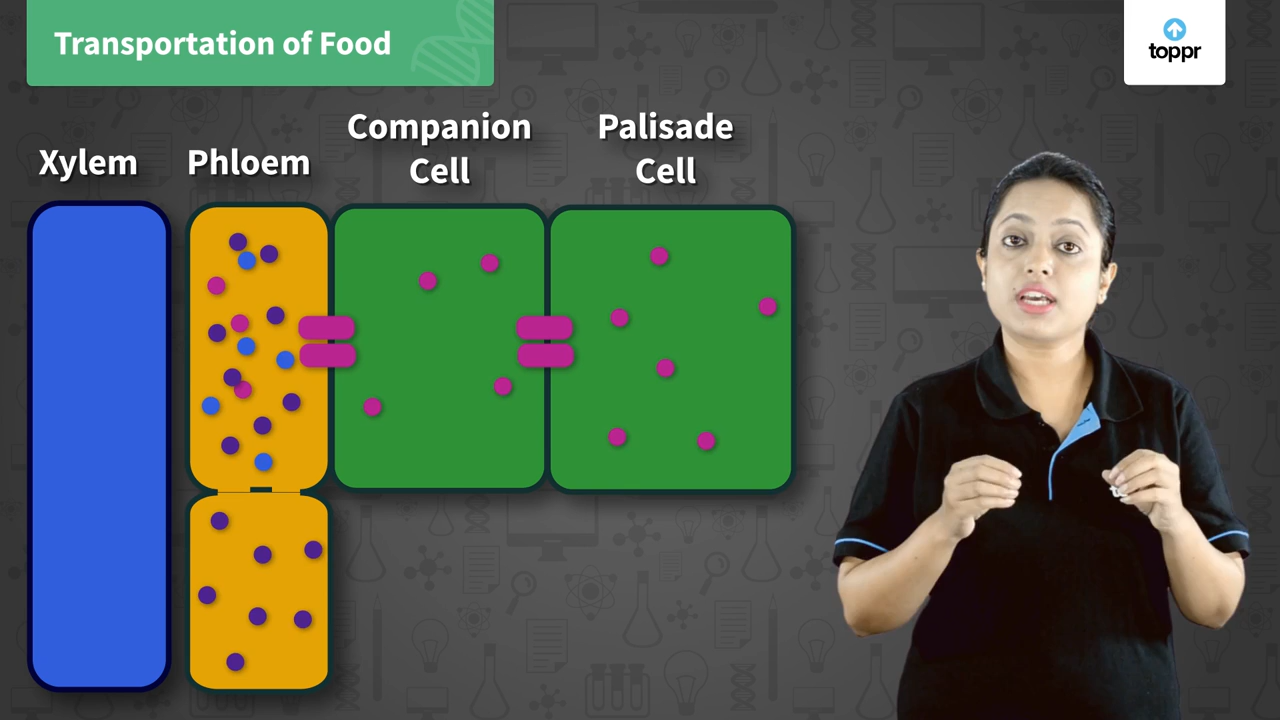 Transportation of Food
toppr
Companion
Cell
Palisade
Cell
Xylem
Phloem